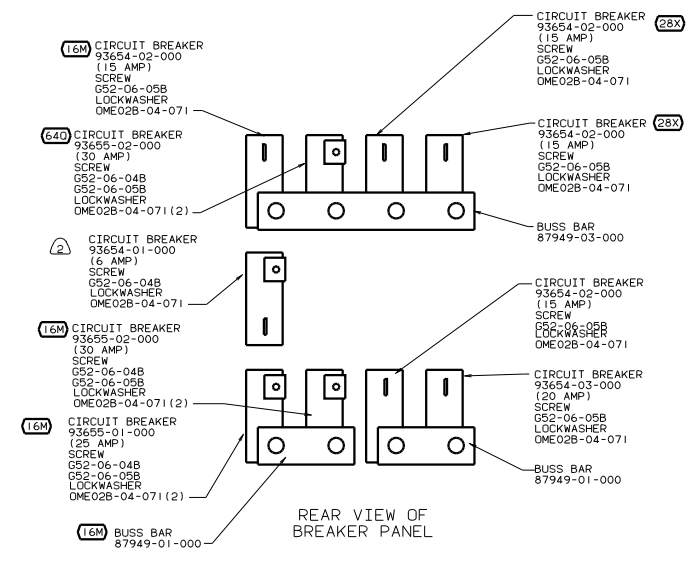 16M CIRCUIT BREAKER
93654-02-000
(15 AMP)
SCREW
G52-06-05B
LOCKWASHER
OME02B-04-071
64Q CIRCUIT BREAKER
93655-02-000
(30 AMP)
SCREW
G52-06-04B
G52-06-05B
LOCKWASHER
OME02B-04-071(2)
2 CIRCUIT BREAKER
93654-01-000
(6 AMP)
SCREW
G52-06-04B
LOCKWASHER
OME02B-04-071
16M CIRCUIT BREAKER
93655-02-000
(30 AMP)
SCREW
G52-06-04B
G52-06-05B
LOCKWASHER
OME02B-04-071(2)
16M CIRCUIT BREAKER
93655-01-000
(25 AMP)
SCREW
G52-06-04B
G52-06-05B
LOCKWASHER
OME02B-04-071(2)
16M BUSS BAR
87949-01-000
CIRCUIT BREAKER 28X
93654-02-000
(15 AMP)
SCREW
G52-06-05B
LOCKWASHER
OME02B-04-071
CIRCUIT BREAKER 28X
93654-02-000
(15 AMP)
SCREW
G52-06-05B
LOCKWASHER
OME02B-04-071
BUSS BAR
87949-03-000
CIRCUIT BREAKER
93654-02-000
(15 AMP)
SCREW
G52-06-05B
LOCKWASHER
OME02B-04-071
CIRCUIT BREAKER
93654-03-000
(20 AMP)
SCREW
G52-06-05B
LOCKWASHER
OME02B-04-071
BUSS BAR
87949-01-000
REAR VIEW OF
BREAKER PANEL